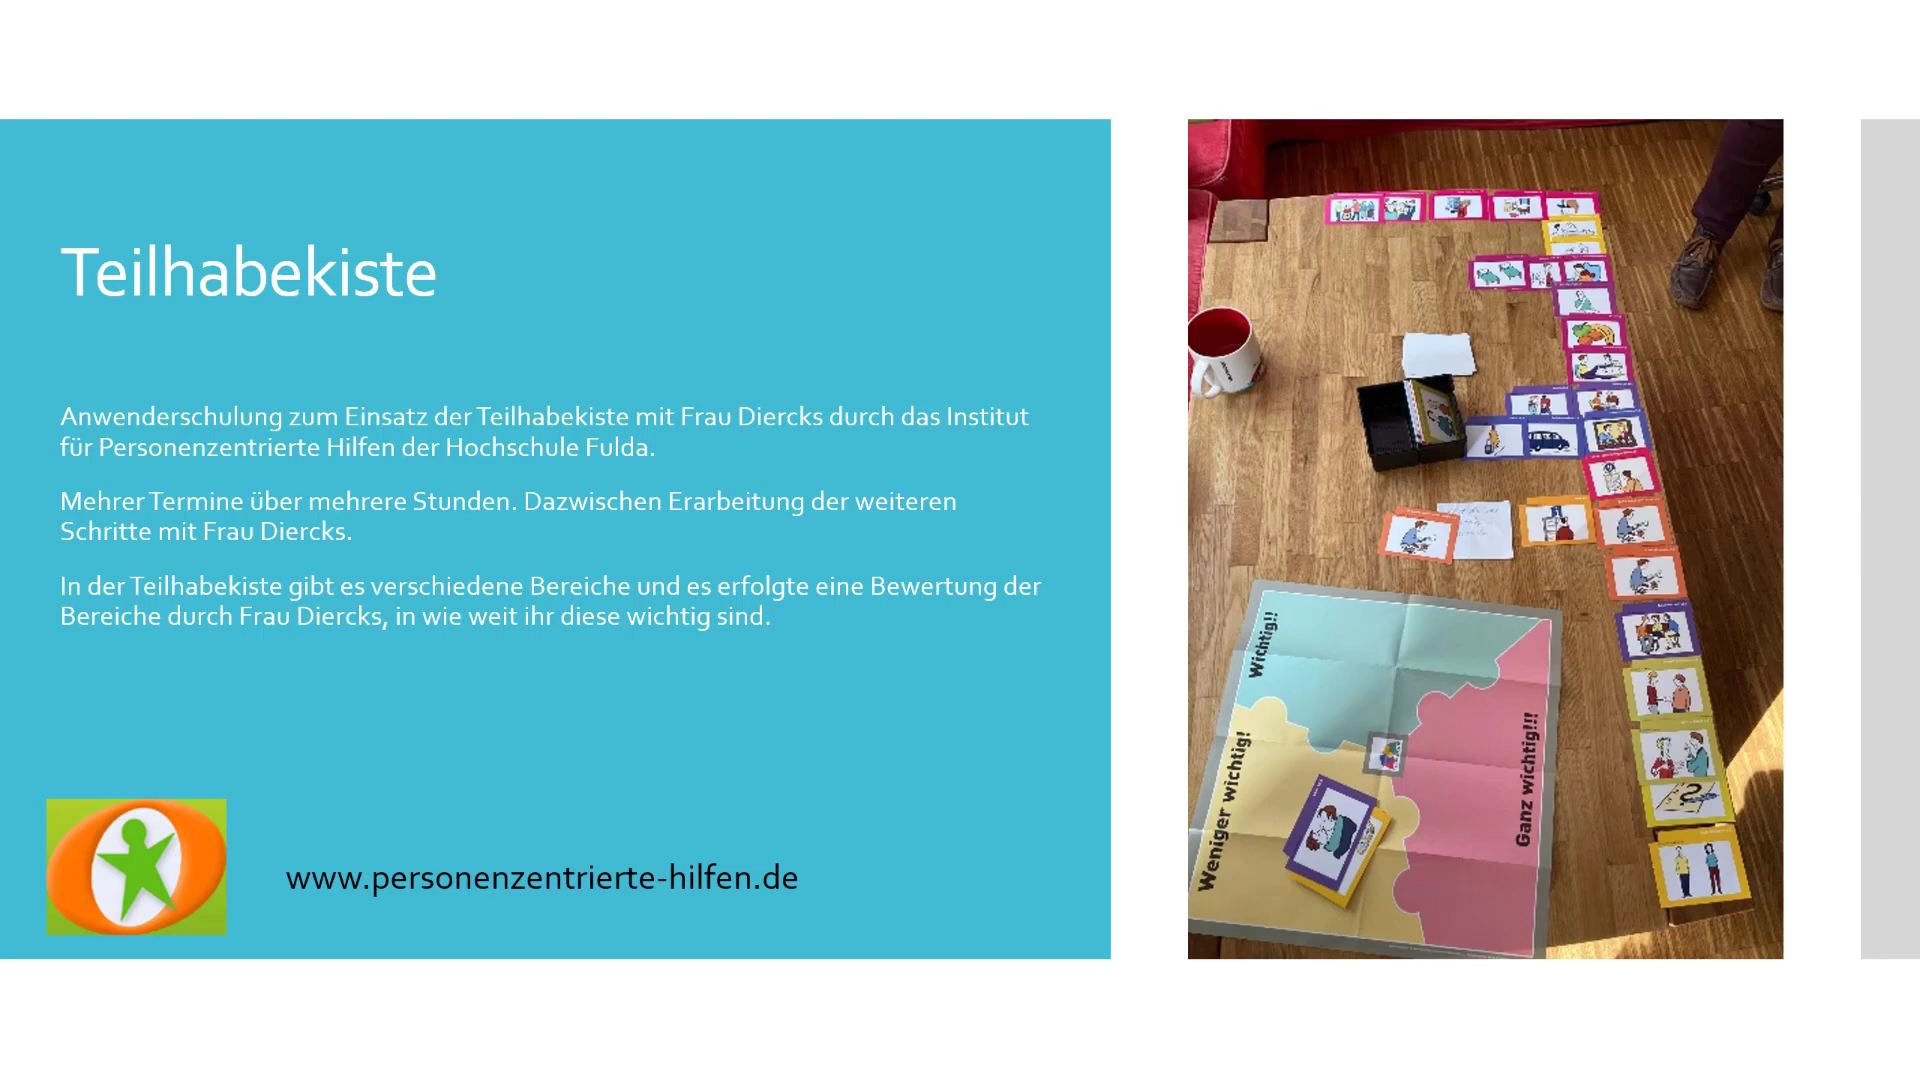 Teilhabekiste
Anwenderschulung zum Einsatz der Teilhabekiste mit Frau Diercks durch das Institut
für Personenzentrierte Hilfen der Hochschule Fulda.
Mehrer Termine über mehrere Stunden. Dazwischen Erarbeitung der weiteren
Schritte mit Frau Diercks.
In der Teilhabekiste gibt es verschiedene Bereiche und es erfolgte eine Bewertung der
Bereiche durch Frau Diercks, in wie weit ihr diese wichtig sind.
www.personenzentrierte-hilfen.de
Wichtig!!
Weniger wichtig!
Ganz wichtig!!!